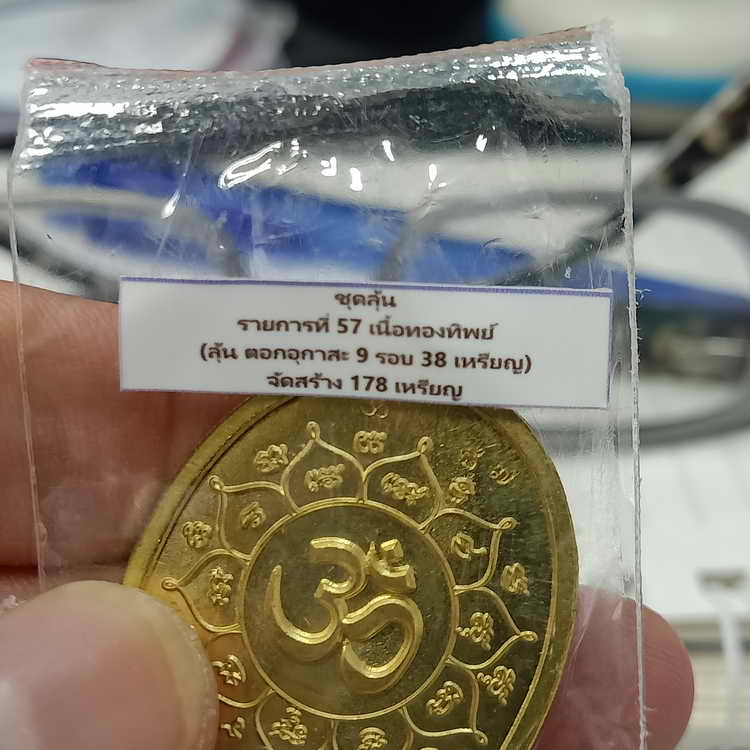 ชุดลุ้น
รายการที่ 57 เนื้อทองทิพย์
(ลุ้น ตอกอุกาสะ 9 รอบ 38 เหรียญ)
จัดสร้าง 178 เหรียญ
ॐ